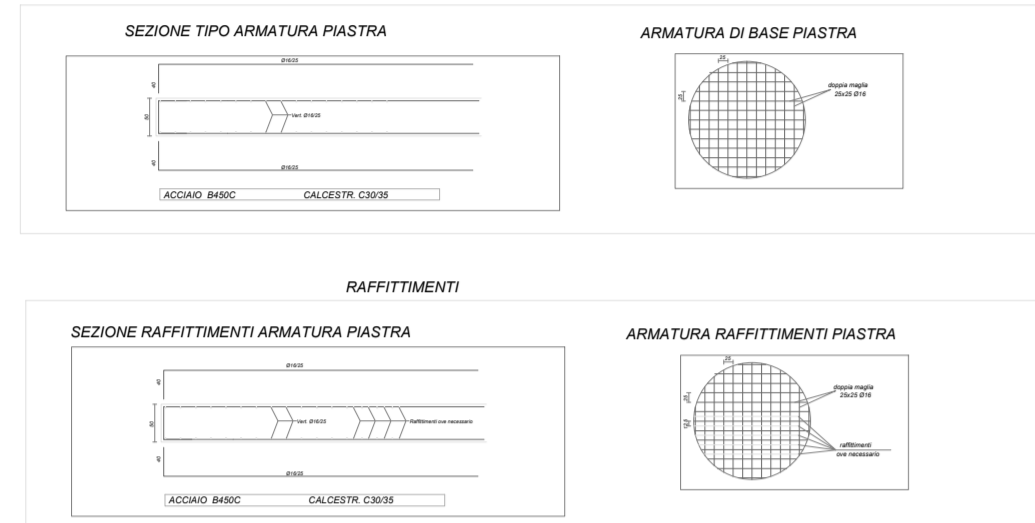 SEZIONE TIPO ARMATURA PIASTRA
Ø16/25
40
50
Vert. Ø16/25
40
Ø16/25
ACCIAIO B450C CALCESTR. C30/35
ARMATURA DI BASE PIASTRA
25
25
doppia maglia
25x25 Ø16
RAFFITTIMENTI
SEZIONE RAFFITTIMENTI ARMATURA PIASTRA
Ø16/25
40
50
Vert. Ø16/25
Raffittimenti ove necessario
40
Ø16/25
ACCIAIO B450C CALCESTR. C30/35
ARMATURA RAFFITTIMENTI PIASTRA
25
25
12.5
doppia maglia
25x25 Ø16
raffittimenti
ove necessario